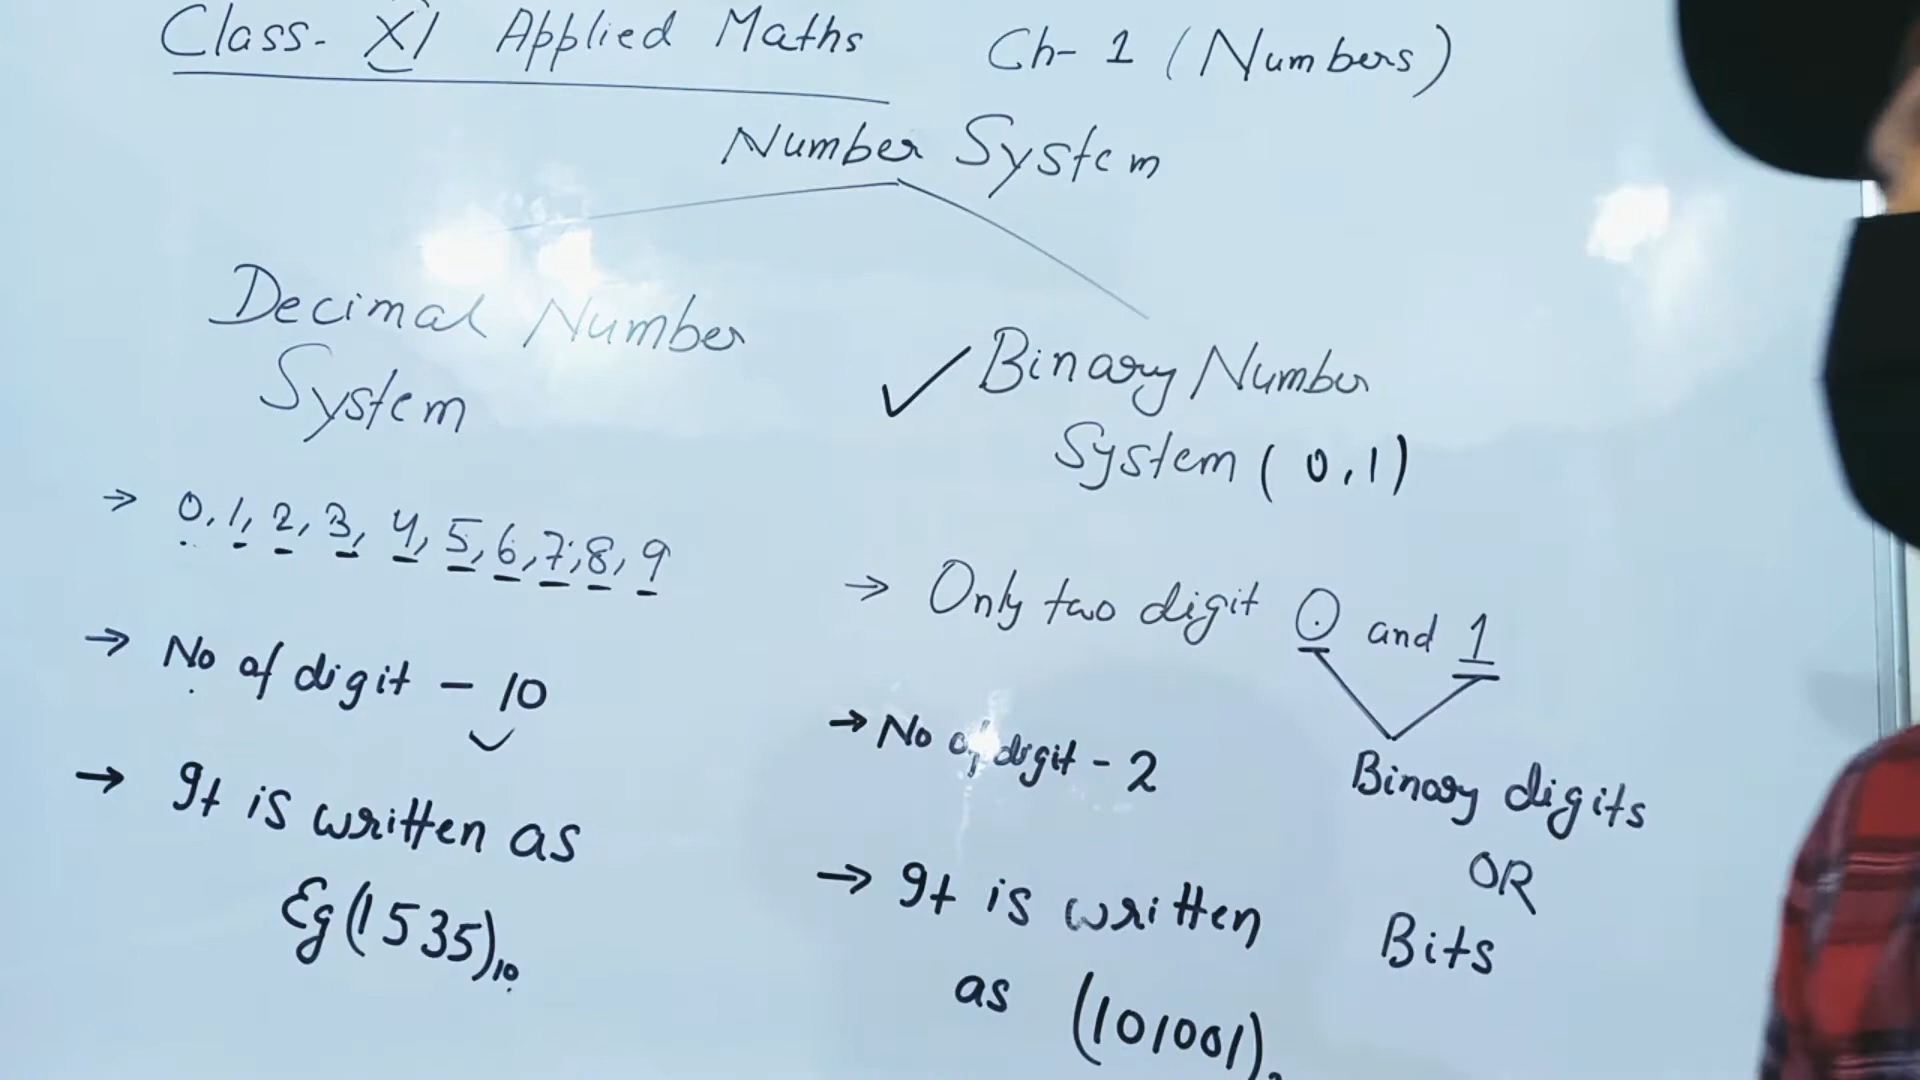 Class- XI Applied Maths Ch- 1 (Numbers)
Number System
Decimal Number
System
→ 0, 1, 2, 3, 4, 5, 6, 7, 8, 9
→ No of digit - 10
→ It is written as
Eg (1535)10
✓ Binary Number
System (0,1)
→ Only two digit 0 and 1
→ No of digit - 2
Binary digits
OR
Bits
→ It is written
as (101001)